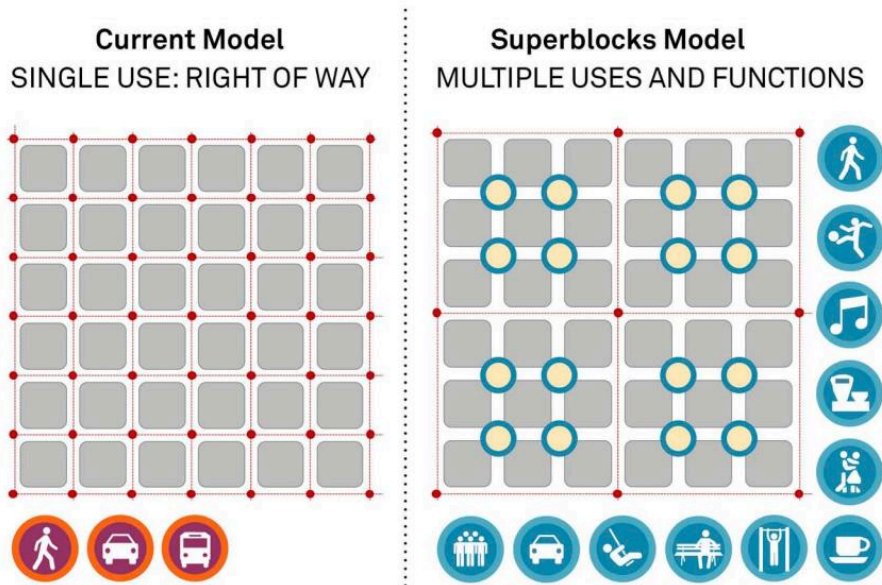 Current Model
SINGLE USE: RIGHT OF WAY
Superblocks Model
MULTIPLE USES AND FUNCTIONS